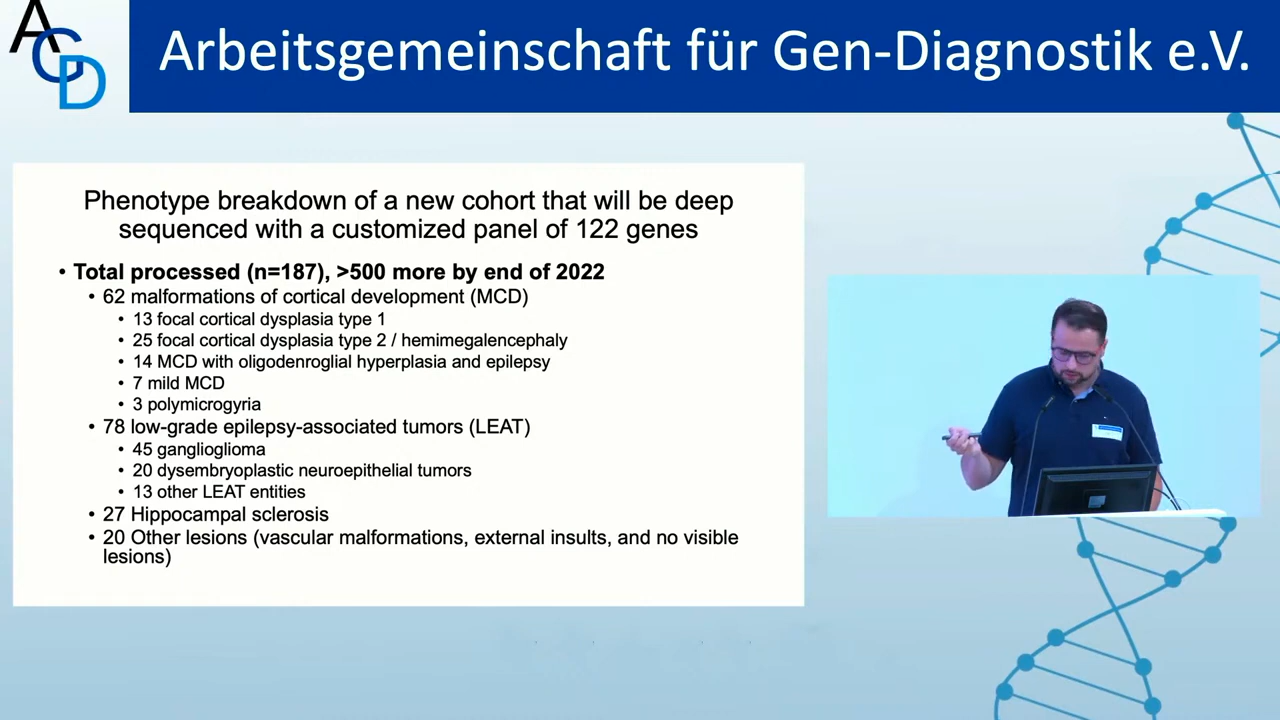 AGD
Arbeitsgemeinschaft für Gen-Diagnostik e.V.
Phenotype breakdown of a new cohort that will be deep
sequenced with a customized panel of 122 genes
• Total processed (n=187), >500 more by end of 2022
• 62 malformations of cortical development (MCD)
• 13 focal cortical dysplasia type 1
• 25 focal cortical dysplasia type 2 / hemimegalencephaly
• 14 MCD with oligodenroglial hyperplasia and epilepsy
• 7 mild MCD
• 3 polymicrogyria
• 78 low-grade epilepsy-associated tumors (LEAT)
• 45 ganglioglioma
• 20 dysembryoplastic neuroepithelial tumors
• 13 other LEAT entities
• 27 Hippocampal sclerosis
• 20 Other lesions (vascular malformations, external insults, and no visible
lesions)